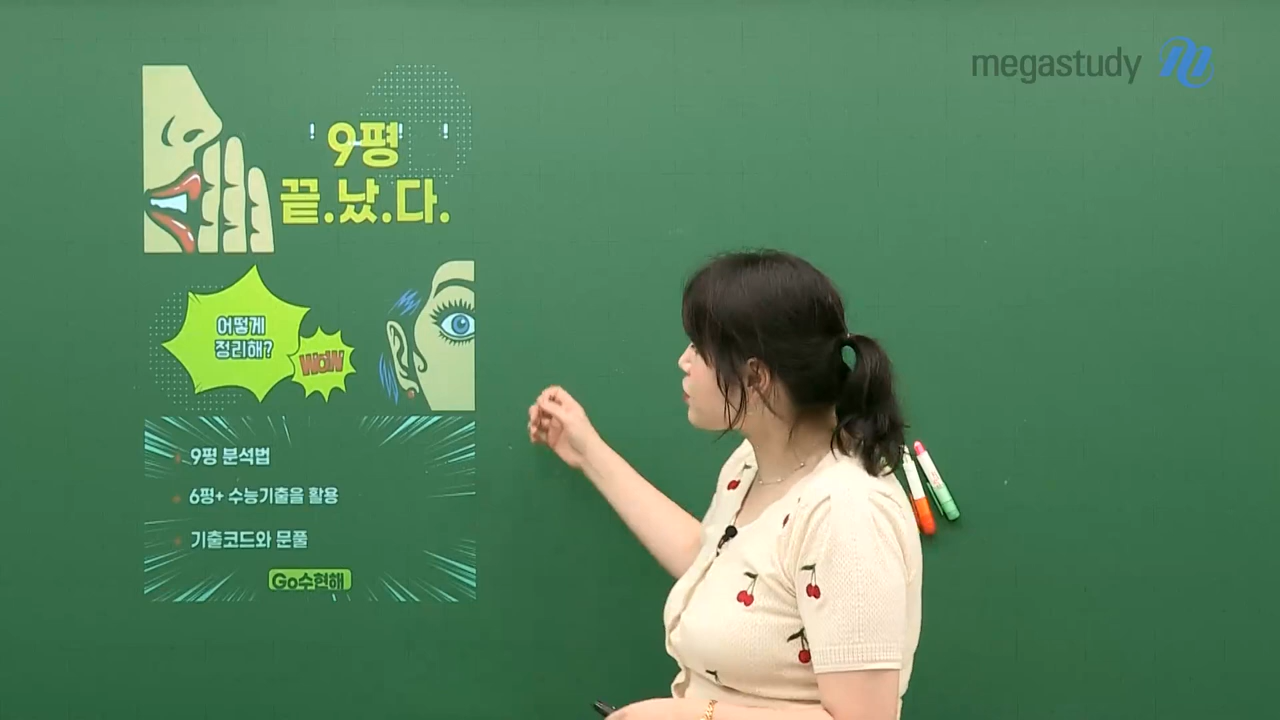 megastudy
'9평'
끝.났.다.
어떻게
정리해?
WOW
9평 분석법
6평+ 수능기출을 활용
기출코드와 문풀
Go수현해